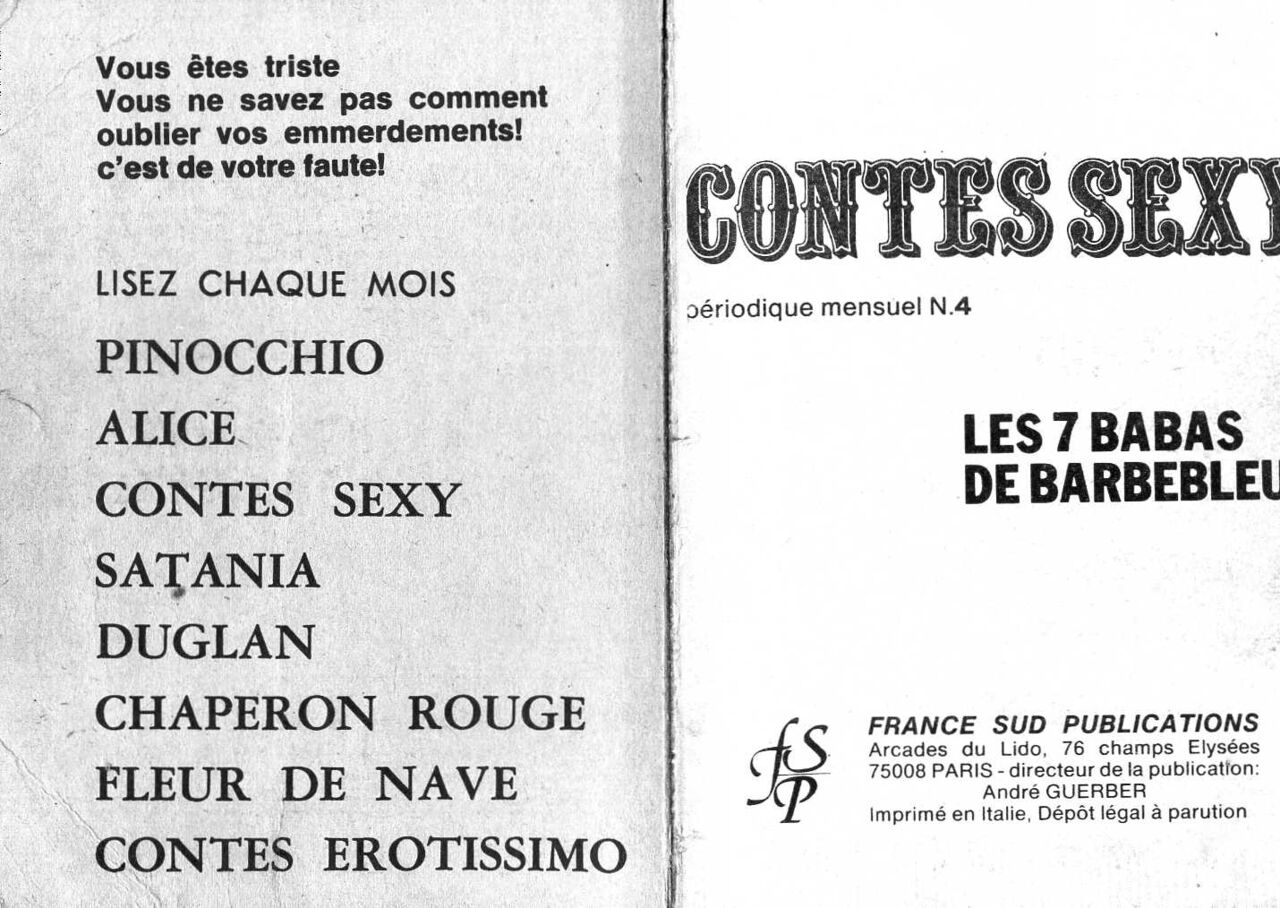 Vous êtes triste
Vous ne savez pas comment
oublier vos emmerdements!
c'est de votre faute!
LISEZ CHAQUE MOIS
PINOCCHIO
ALICE
CONTES SEXY
SATANIA
DUGLAN
CHAPERON ROUGE
FLEUR DE NAVE
CONTES EROTISSIMO
CONTES SEXY
périodique mensuel N.4
LES 7 BABAS
DE BARBEBLEU
fSP
FRANCE SUD PUBLICATIONS
Arcades du Lido, 76 champs Elysées
75008 PARIS - directeur de la publication:
André GUERBER
Imprimé en Italie, Dépôt légal à parution